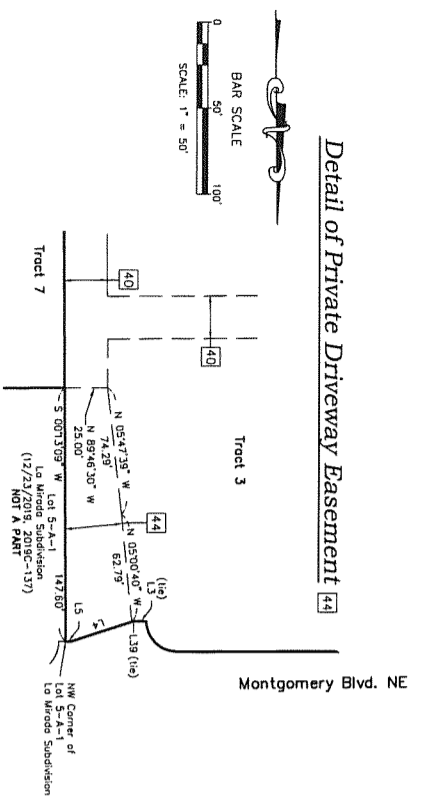 Detail of Private Driveway Easement 44
BAR SCALE
0 50' 100'
SCALE: 1" = 50'
Montgomery Blvd. NE
Tract 3
40
40
Tract 7
N 05°47'39" W
74.29'
N 89°46'30" W
25.00'
44
N 05°00'40" W
62.79'
(tie)
L3
L39 (tie)
L4
L5
S 00°13'09" W 147.60'
Lot 5-A-1
La Mirada Subdivision
(12/23/2019, 2019C-137)
NOT A PART
NW Corner of
Lot 5-A-1
La Mirada Subdivision